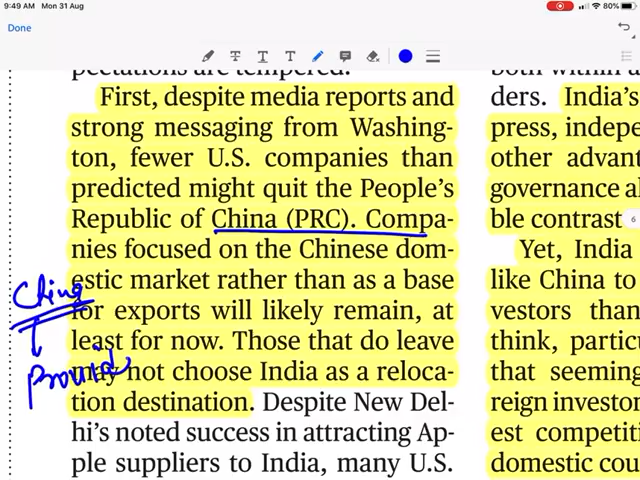 9:49 AM Mon 31 Aug
80%
Done
pectations are tempered.
First, despite media reports and
strong messaging from Washing-
ton, fewer U.S. companies than
predicted might quit the People's
Republic of China (PRC). Compa-
nies focused on the Chinese dom-
estic market rather than as a base
for exports will likely remain, at
least for now. Those that do leave
may not choose India as a reloca-
tion destination. Despite New Del-
hi's noted success in attracting Ap-
ple suppliers to India, many U.S.
China
Provid
ders. India's
press, indepe
other advant
governance a
ble contrast
6
Yet, India
like China to
vestors than
think, particu
that seeming
reign investor
est competiti
domestic cou